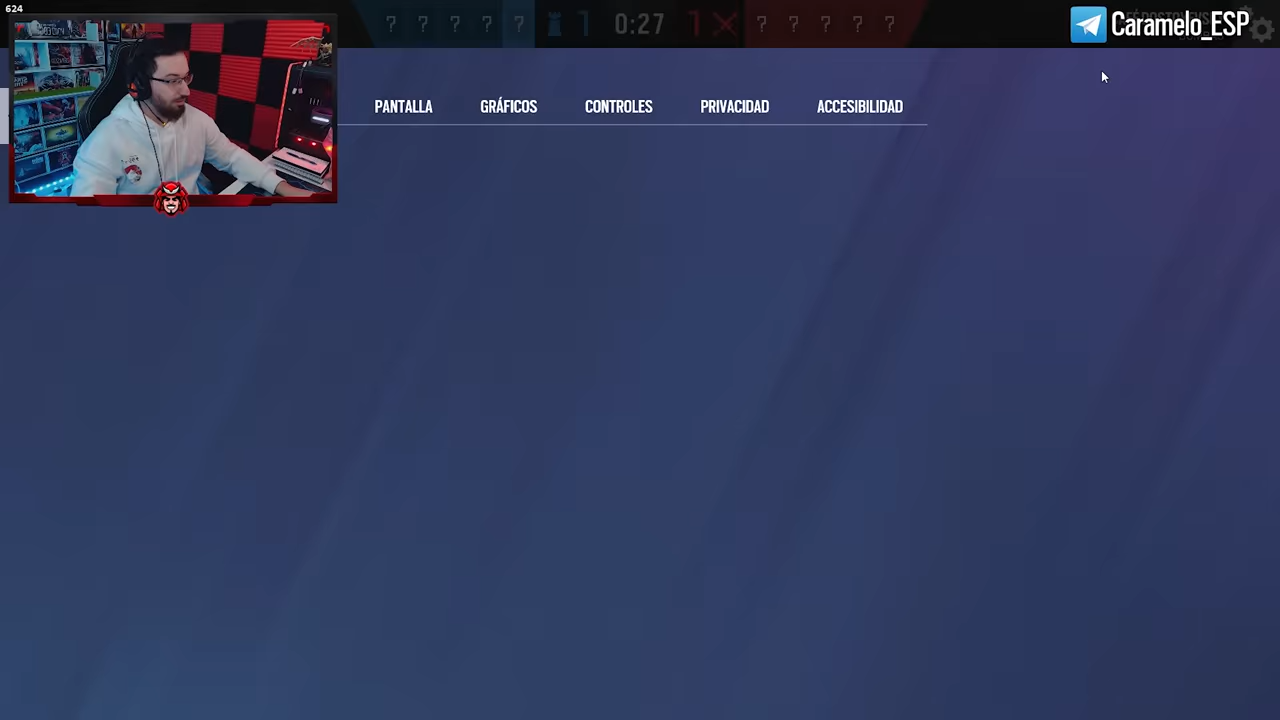 624
? ? ? ? ? 1 0:27 1 ? ? ? ? ?
Caramelo_ESP
PANTALLA GRÁFICOS CONTROLES PRIVACIDAD ACCESIBILIDAD